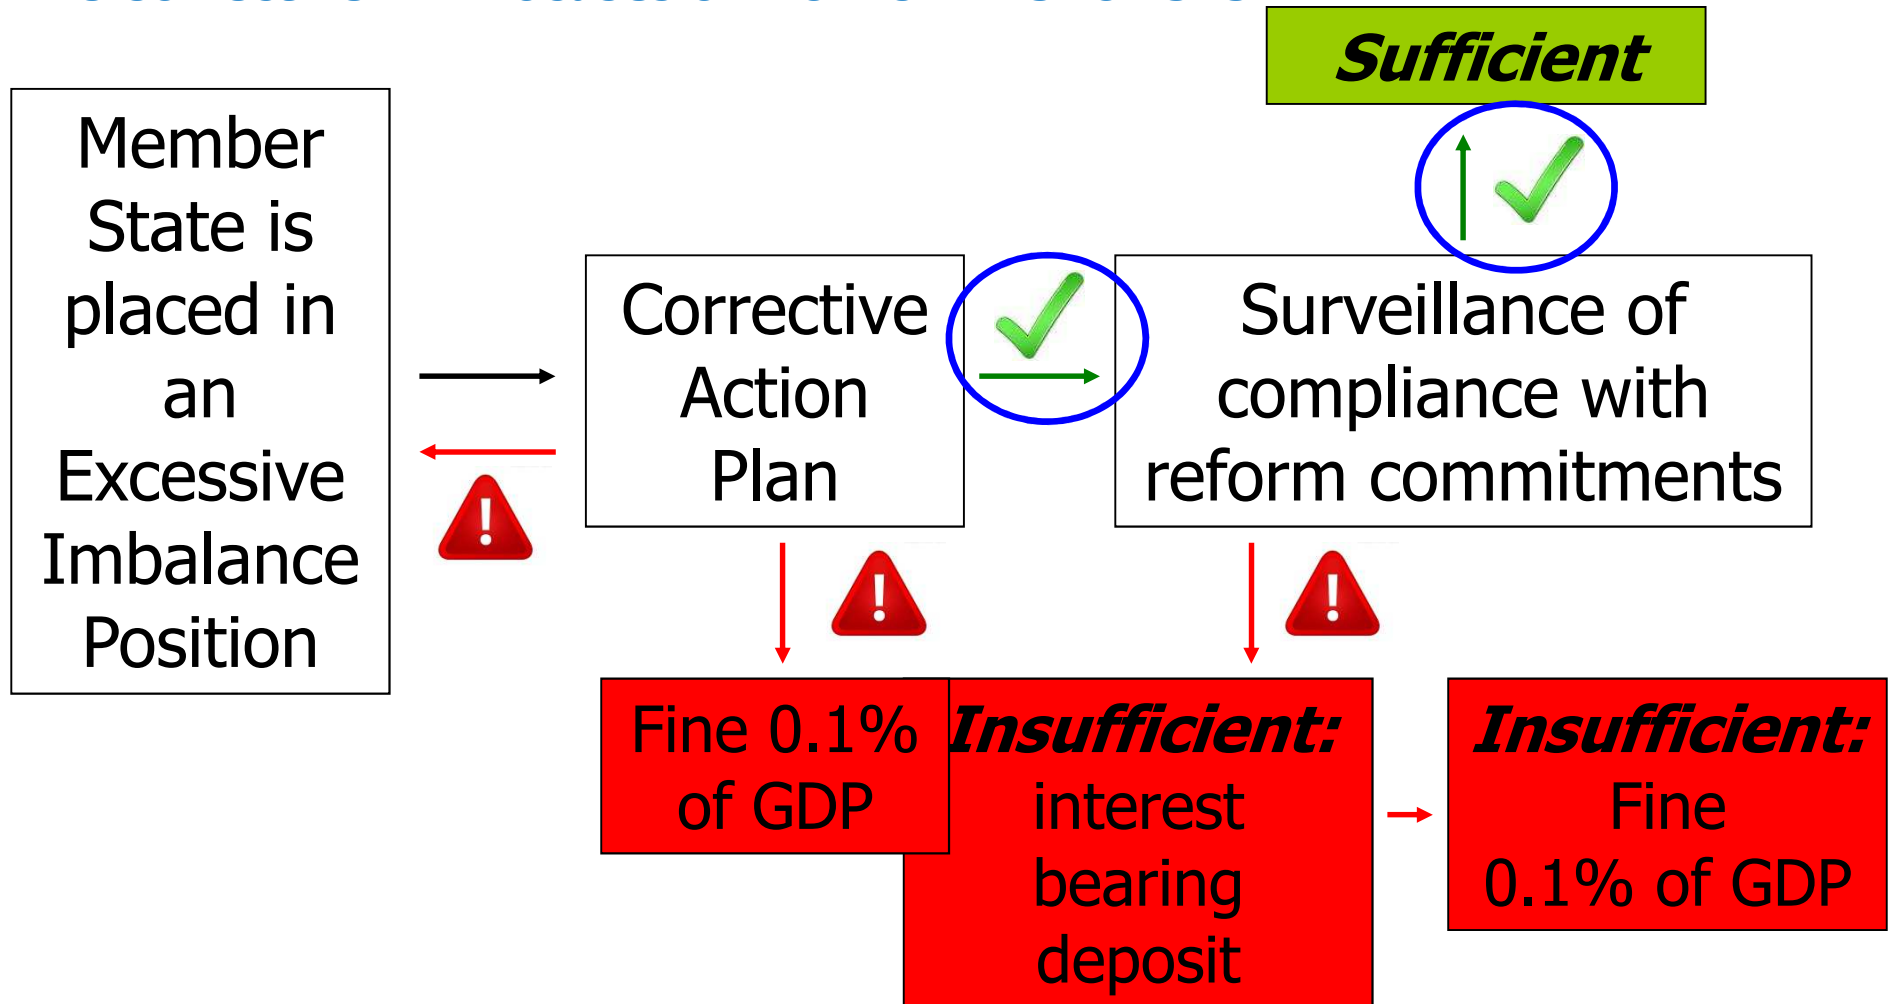 Sufficient
Member
State is
placed in
an
Excessive
Imbalance
Position
Corrective
Action
Plan
Surveillance of
compliance with
reform commitments
Fine 0.1%
of GDP
Insufficient:
interest
bearing
deposit
Insufficient:
Fine
0.1% of GDP